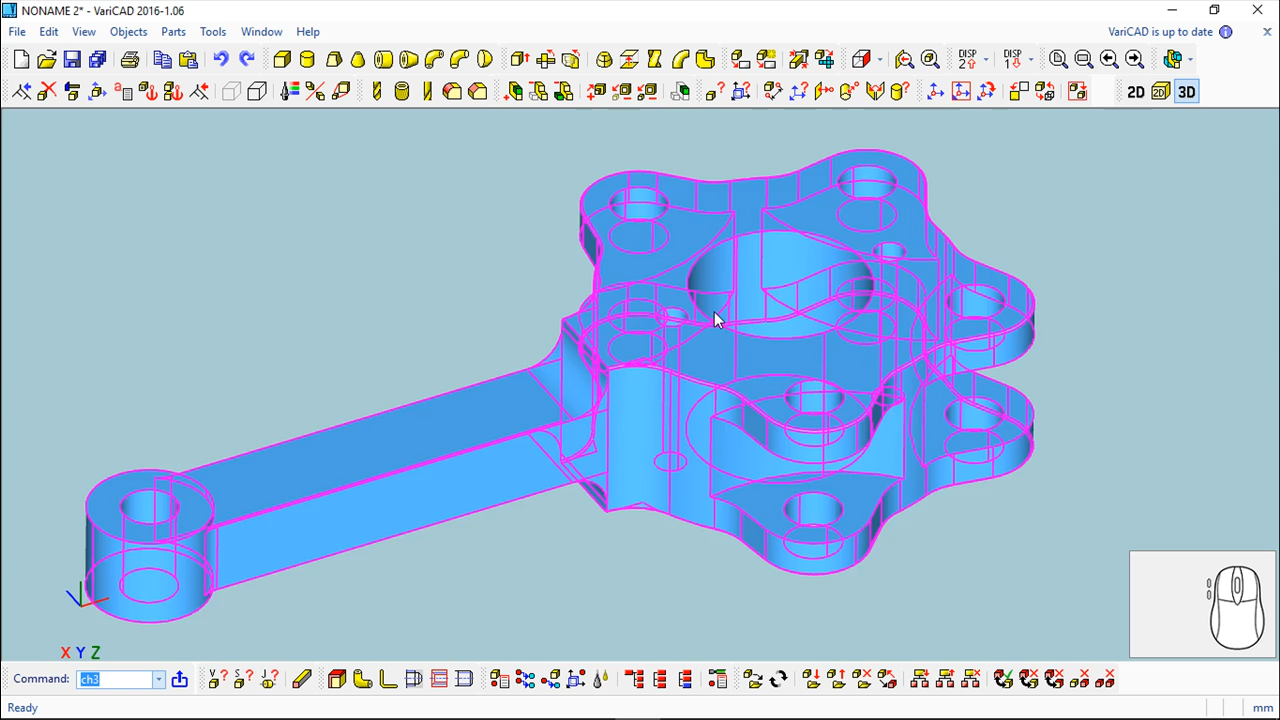 NONAME 2* - VariCAD 2016-1.06
File Edit View Objects Parts Tools Window Help
VariCAD is up to date
DISP 2 DISP 1
2D 2D 3D
X Y Z
Command: ch3
Ready
mm